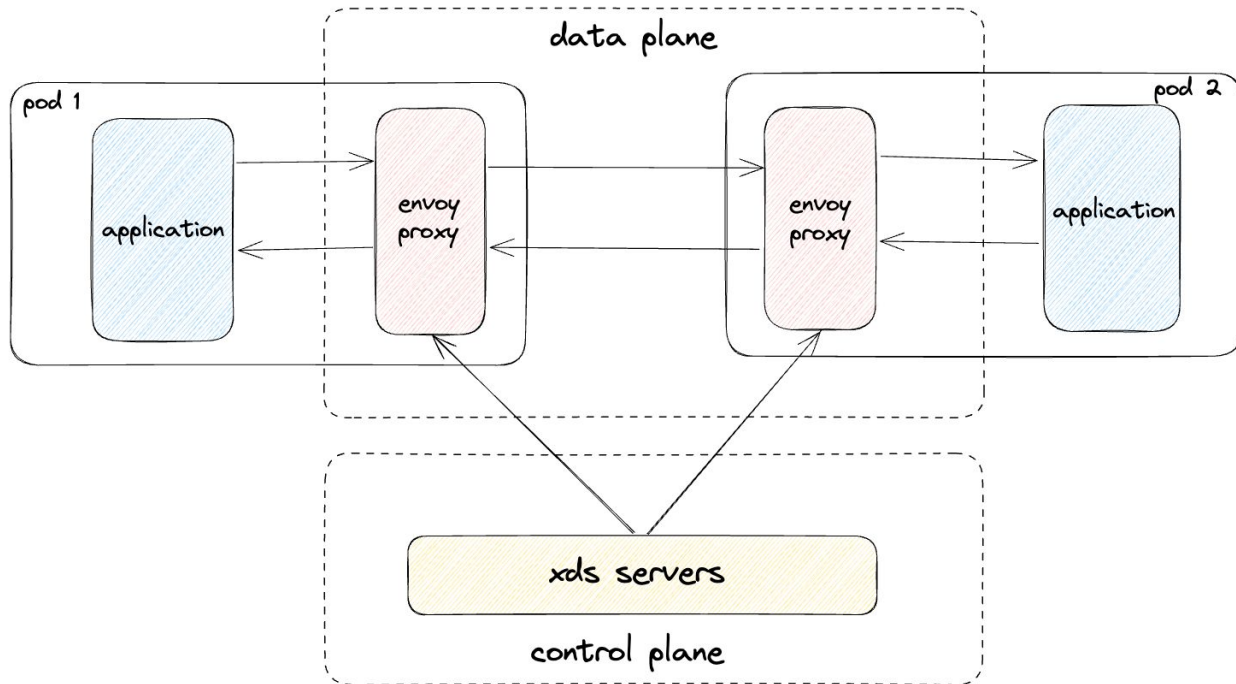 data plane
pod 1
pod 2
application
envoy
proxy
envoy
proxy
application
xds servers
control plane